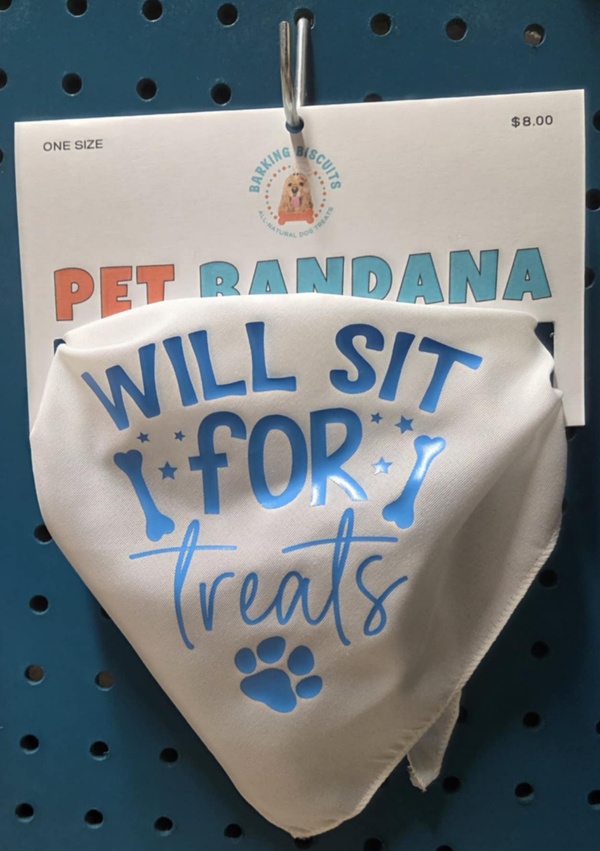 ONE SIZE
$8.00
BARKING BISCUITS
ALL-NATURAL DOG TREATS
PET BANDANA
WILL SIT
FOR
treats